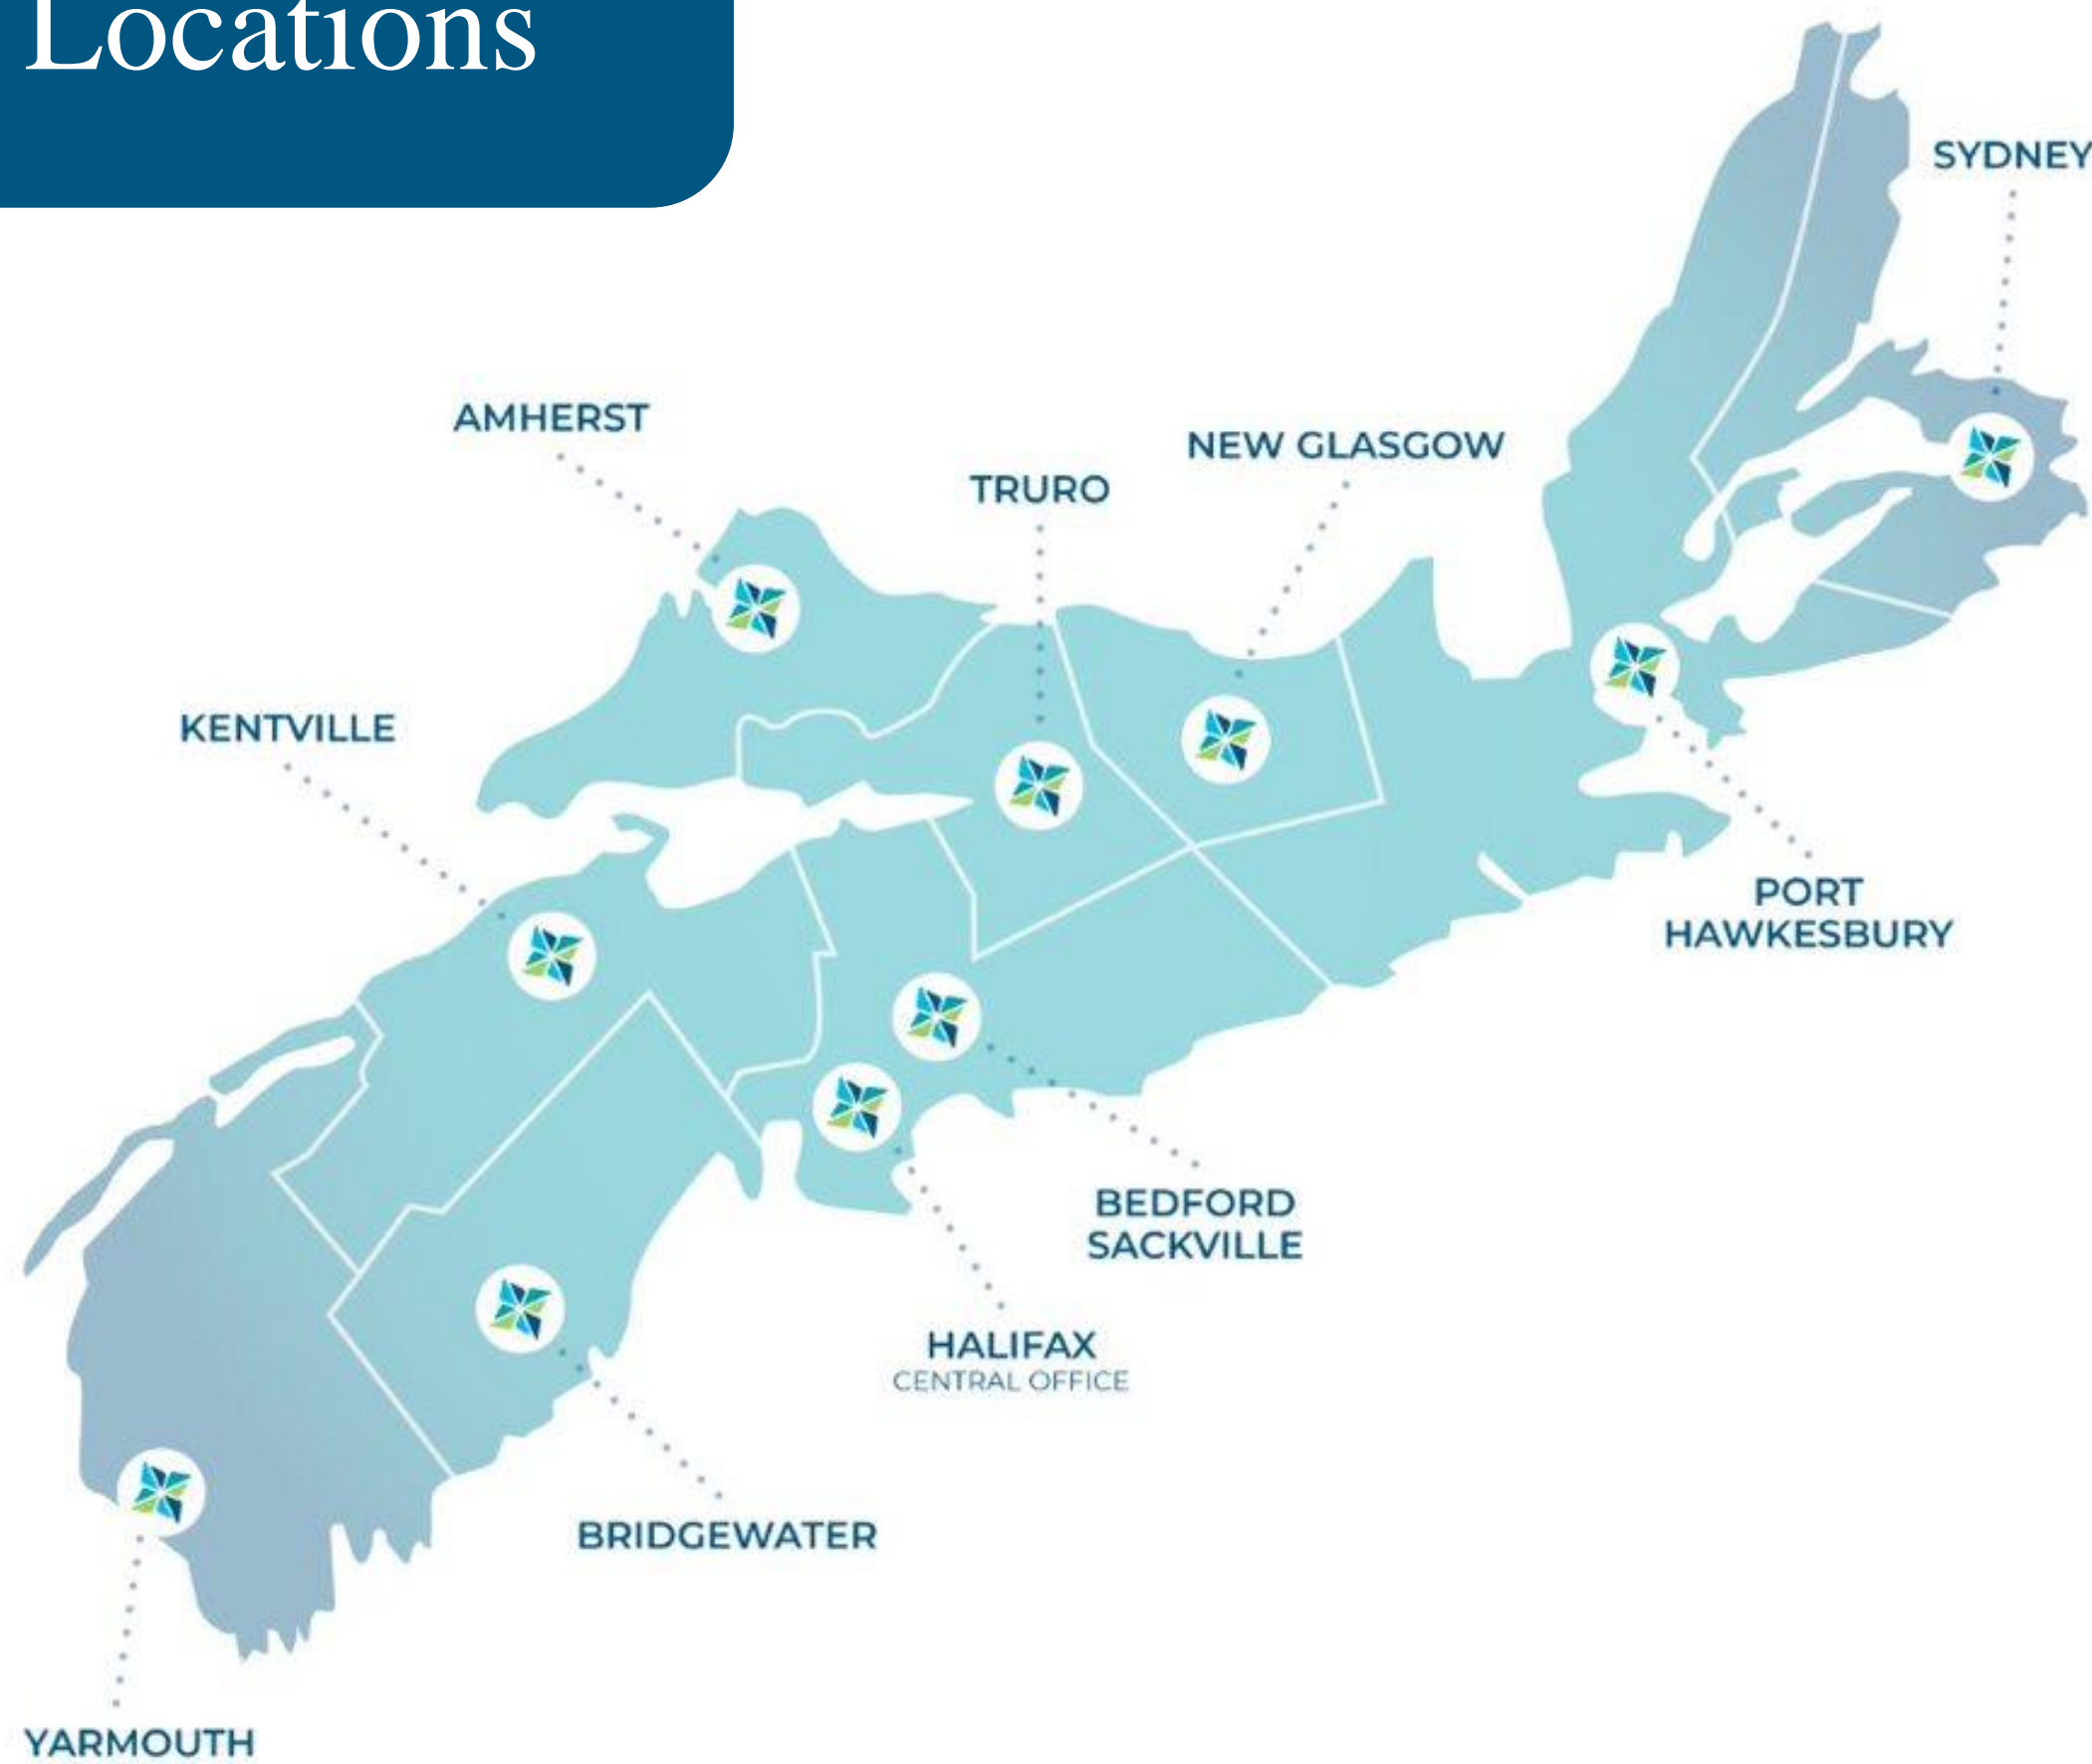 Locations
SYDNEY
AMHERST
NEW GLASGOW
TRURO
KENTVILLE
PORT
HAWKESBURY
BEDFORD
SACKVILLE
HALIFAX
CENTRAL OFFICE
BRIDGEWATER
YARMOUTH